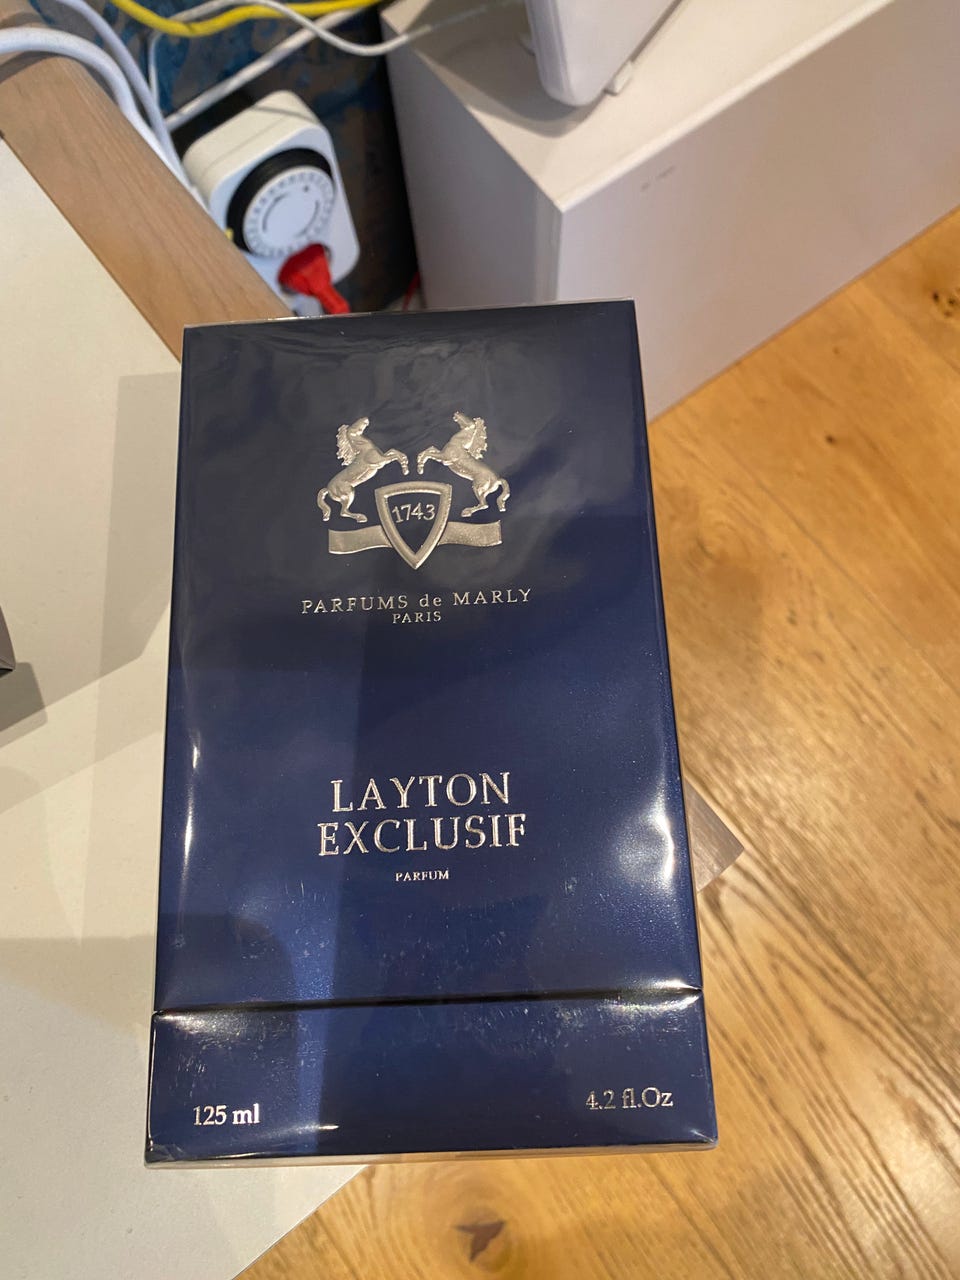 1743
PARFUMS de MARLY
PARIS
LAYTON
EXCLUSIF
PARFUM
125 ml
4.2 fl.Oz